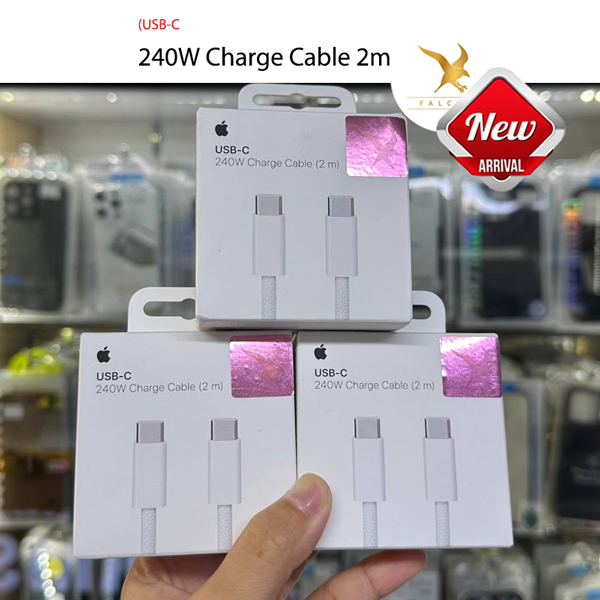 (USB-C
240W Charge Cable 2m
FALC
New
ARRIVAL
USB-C
240W Charge Cable (2 m)
USB-C
240W Charge Cable (2 m)
USB-C
240W Charge Cable (2 m)